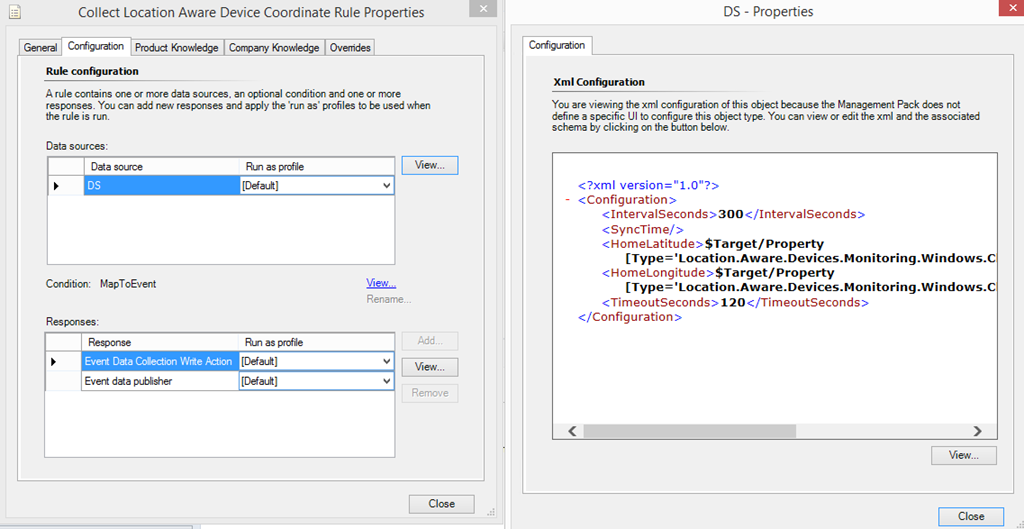 Collect Location Aware Device Coordinate Rule Properties
General Configuration Product Knowledge Company Knowledge Overrides
Rule configuration
A rule contains one or more data sources, an optional condition and one or more
responses. You can add new responses and apply the 'run as' profiles to be used when
the rule is run.
Data sources:
Data source Run as profile
DS [Default]
View...
Condition: MapToEvent View...
Rename...
Responses:
Response Run as profile
Event Data Collection Write Action [Default]
Event data publisher [Default]
Add...
View...
Remove
Close
DS - Properties
Configuration
Xml Configuration
You are viewing the xml configuration of this object because the Management Pack does not
define a specific UI to configure this object type. You can view or edit the xml and the associated
schema by clicking on the button below.
<?xml version="1.0"?>
- <Configuration>
<IntervalSeconds>300</IntervalSeconds>
<SyncTime/>
<HomeLatitude>$Target/Property
[Type='Location.Aware.Devices.Monitoring.Windows.C
<HomeLongitude>$Target/Property
[Type='Location.Aware.Devices.Monitoring.Windows.C
<TimeoutSeconds>120</TimeoutSeconds>
</Configuration>
View...
Close